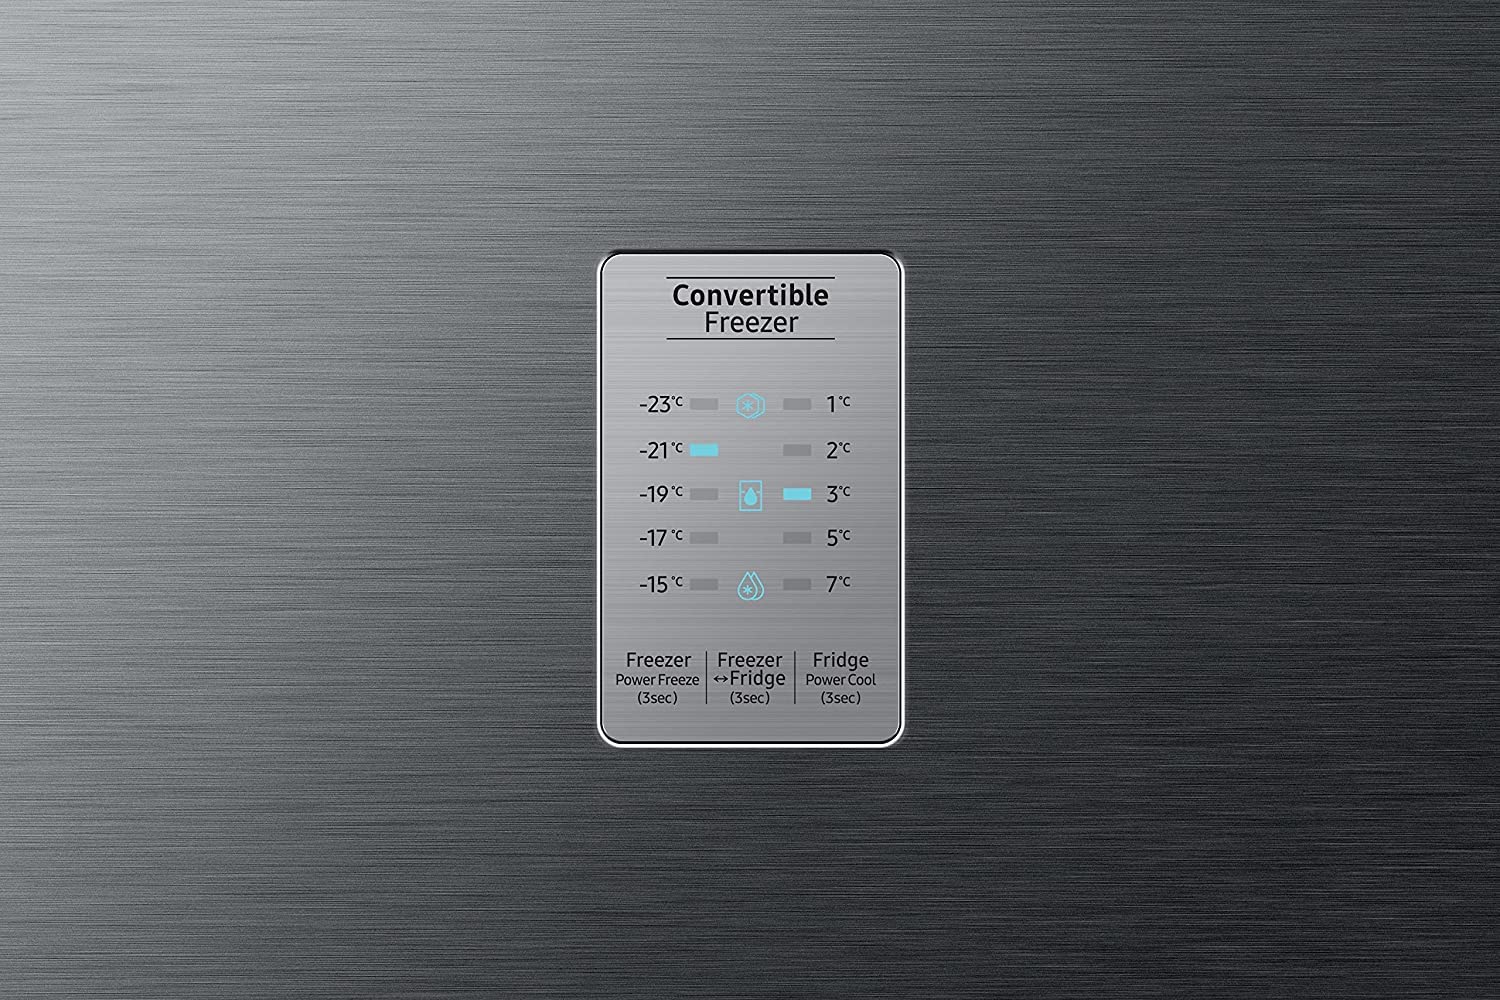 Convertible
Freezer
-23°C 1°C
-21°C 2°C
-19°C 3°C
-17°C 5°C
-15°C 7°C
Freezer Freezer Fridge
Power Freeze ↔Fridge Power Cool
(3sec) (3sec) (3sec)